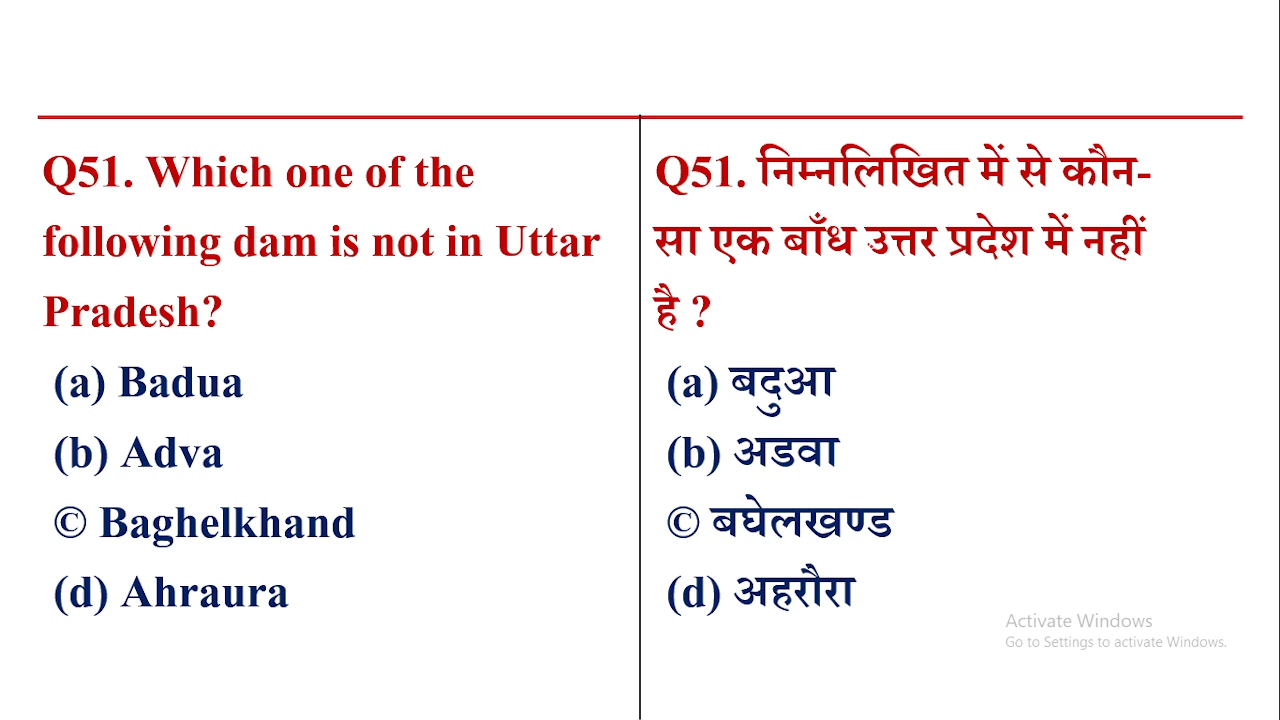 Q51. Which one of the
following dam is not in Uttar
Pradesh?
(a) Badua
(b) Adva
© Baghelkhand
(d) Ahraura
Q51. निम्नलिखित में से कौन-
सा एक बाँध उत्तर प्रदेश में नहीं
है ?
(a) बदुआ
(b) अडवा
© बघेलखण्ड
(d) अहरौरा
Activate Windows
Go to Settings to activate Windows.